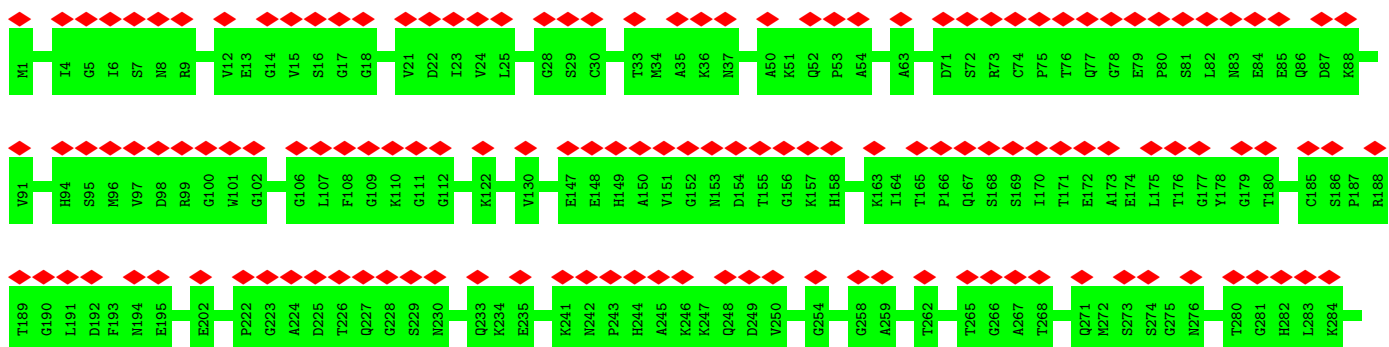 M1 I4 G5 I6 S7 N8 R9 V12 E13 G14 V15 S16 G17 G18 V21 D22 I23 V24 L25 G28 S29 C30 T33 M34 A35 K36 N37 A50 K51 Q52 P53 A54 A63 D71 S72 R73 C74 P75 T76 Q77 G78 E79 P80 S81 L82 N83 E84 E85 Q86 D87 K88
V91 H94 S95 M96 V97 D98 R99 G100 W101 G102 G106 L107 F108 G109 K110 G111 G112 K122 V130 E147 E148 H149 A150 V151 G152 N153 D154 T155 G156 K157 H158 K163 I164 T165 P166 Q167 S168 S169 I170 T171 E172 A173 E174 L175 T176 G177 Y178 G179 T180 C185 S186 P187 R188
T189 G190 L191 D192 F193 N194 E195 E202 P222 G223 A224 D225 T226 Q227 G228 S229 N230 Q233 K234 E235 K241 N242 P243 H244 A245 K246 K247 Q248 D249 V250 G254 G258 A259 T262 T265 G266 A267 T268 Q271 M272 S273 S274 G275 N276 T280 G281 H282 L283 K284